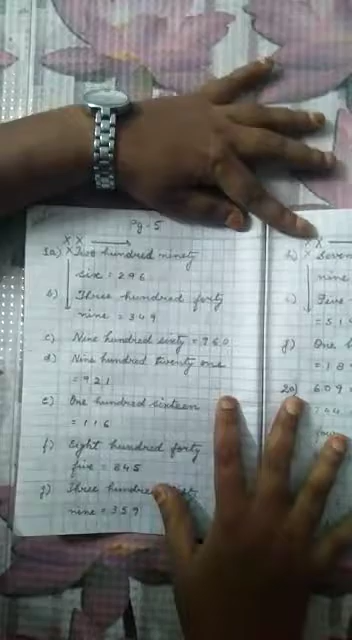 Pg-5
X X
1a) X Two hundred ninety
six = 296
b) Three hundred forty
nine = 349
c) Nine hundred sixty = 960
d) Nine hundred twenty one
= 921
e) One hundred sixteen
= 116
f) Eight hundred forty
five = 845
g) Three hundred
nine = 359
h) X Seven
nine
i) Five
= 514
j) One
= 18
2a) 609